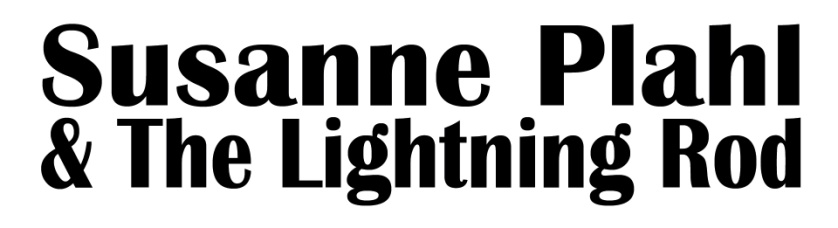 Susanne Plahl
& The Lightning Rod